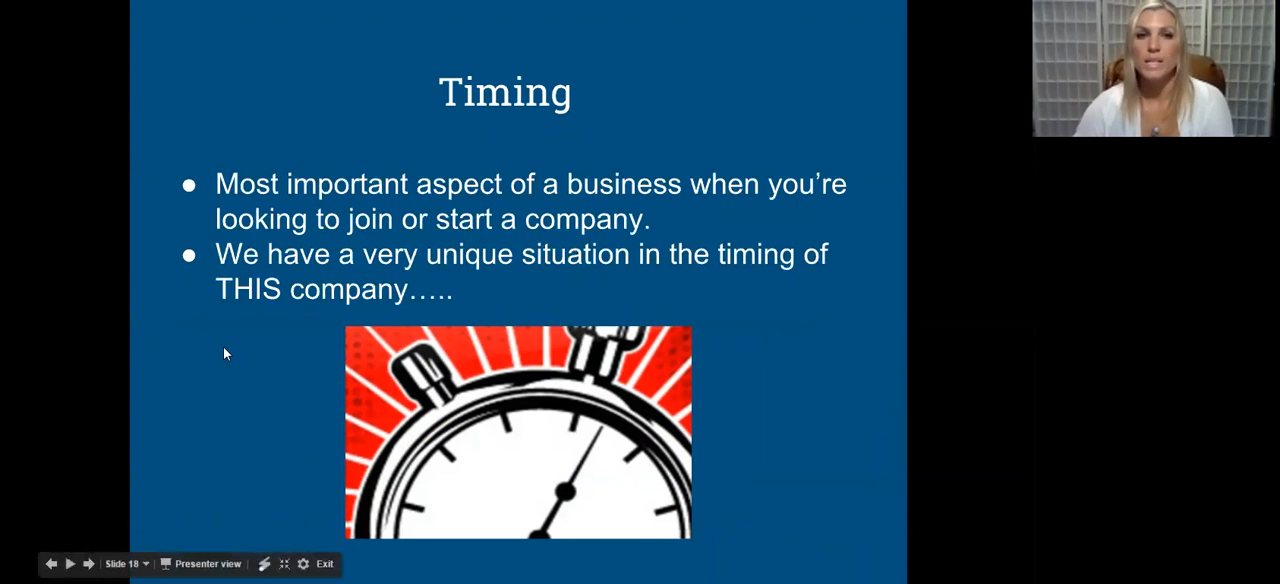 Timing
● Most important aspect of a business when you’re
looking to join or start a company.
● We have a very unique situation in the timing of
THIS company…..
Slide 18
Presenter view
Exit